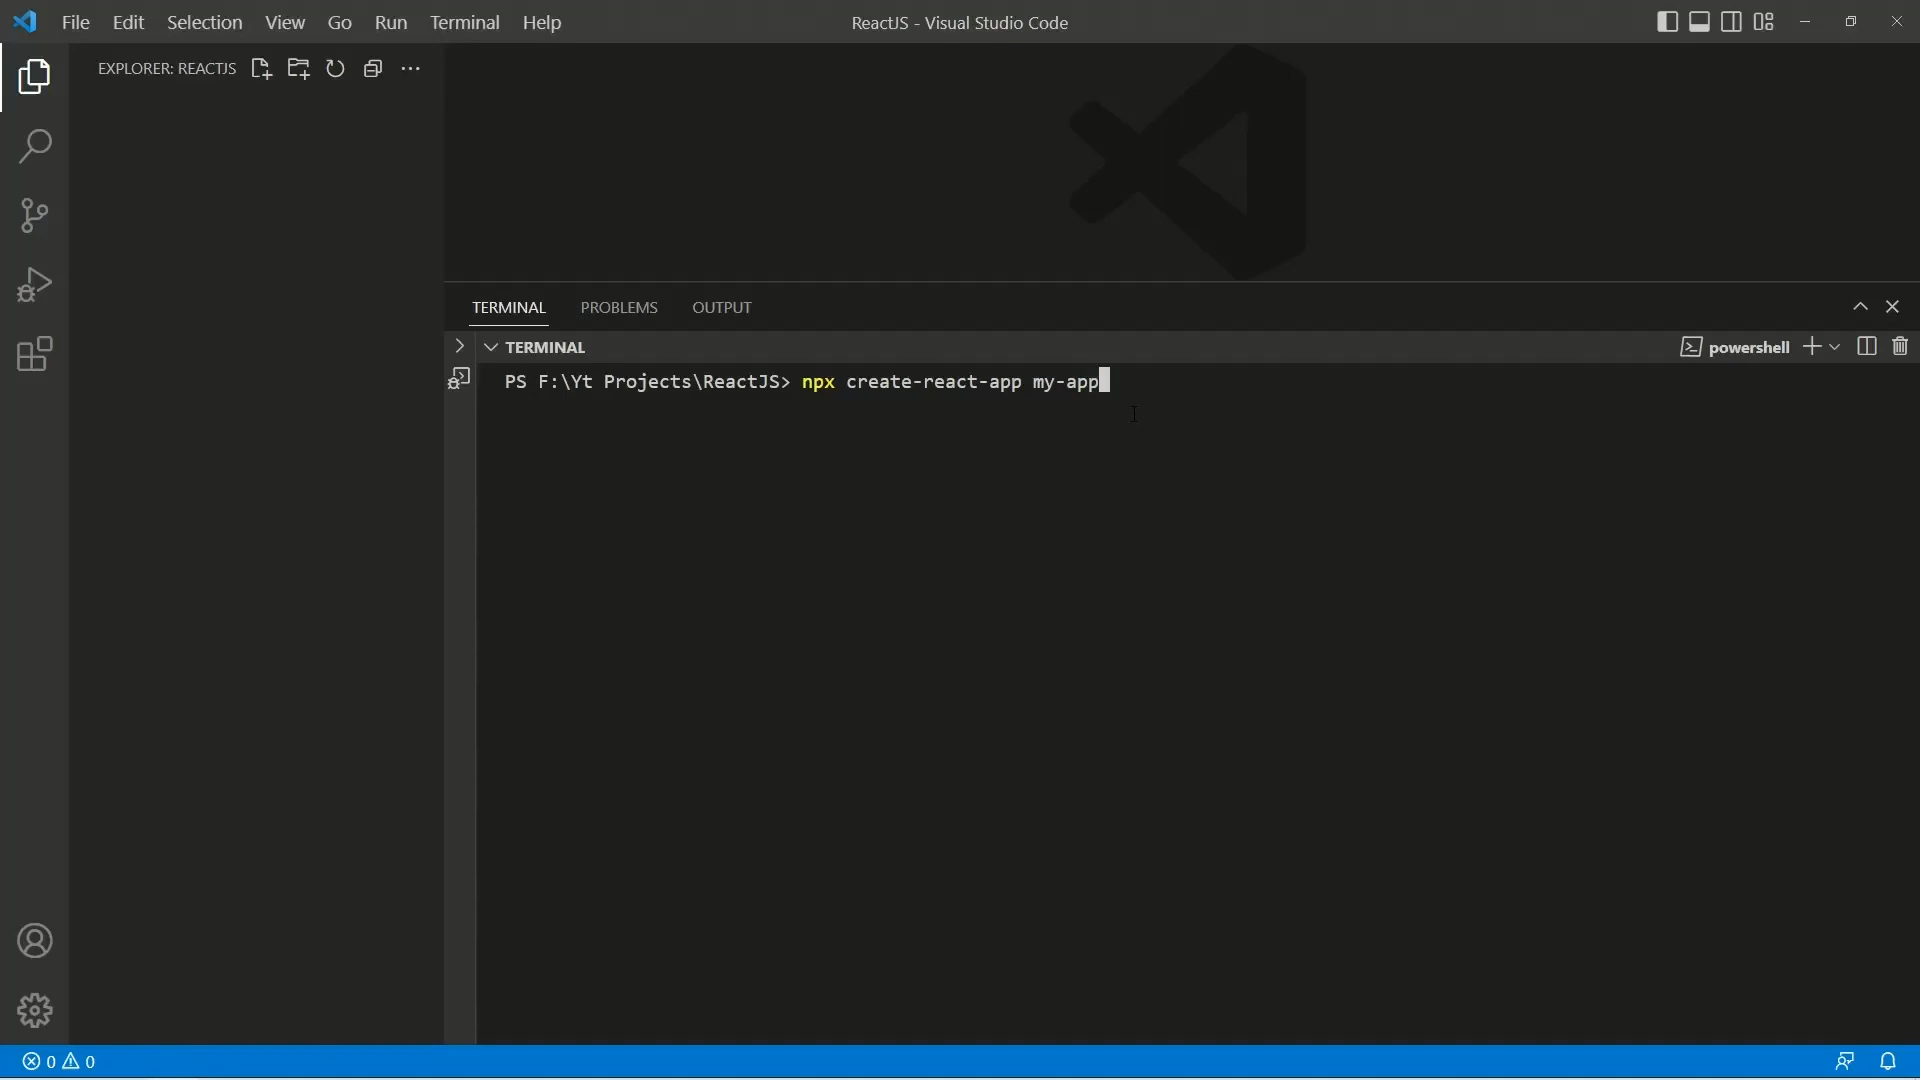 File Edit Selection View Go Run Terminal Help
ReactJS - Visual Studio Code
EXPLORER: REACTJS
TERMINAL PROBLEMS OUTPUT
TERMINAL
powershell
PS F:\Yt Projects\ReactJS> npx create-react-app my-app
0 0